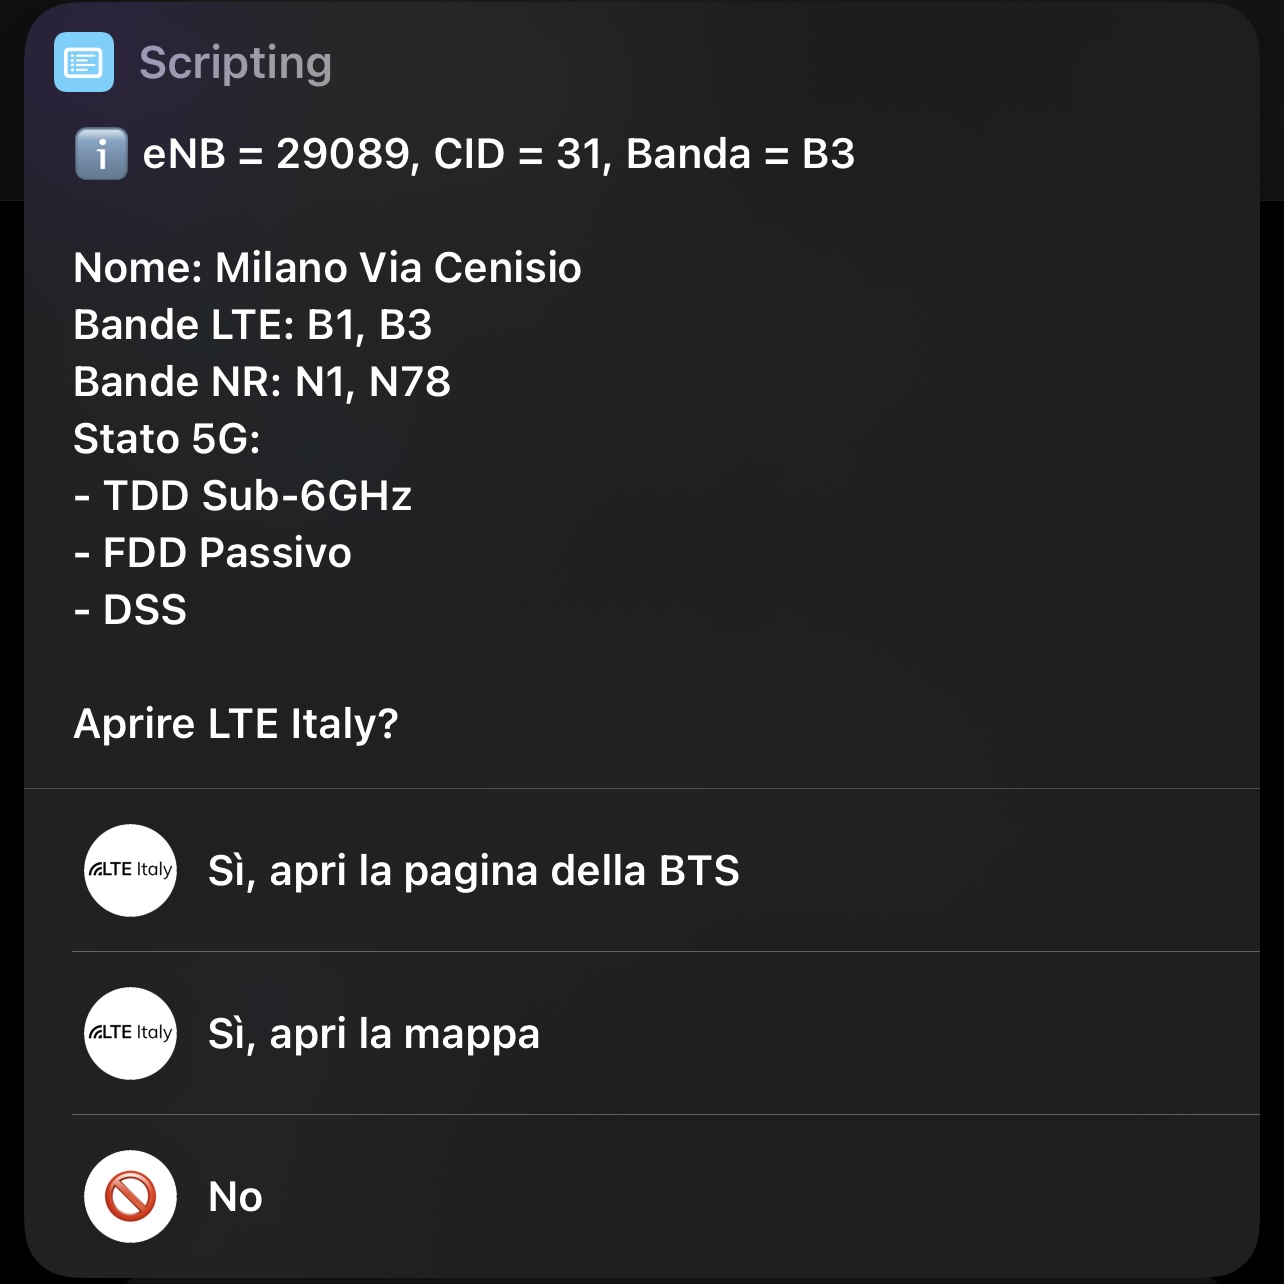 Scripting
ℹ️ eNB = 29089, CID = 31, Banda = B3
Nome: Milano Via Cenisio
Bande LTE: B1, B3
Bande NR: N1, N78
Stato 5G:
- TDD Sub-6GHz
- FDD Passivo
- DSS
Aprire LTE Italy?
LTE Italy
Sì, apri la pagina della BTS
LTE Italy
Sì, apri la mappa
No